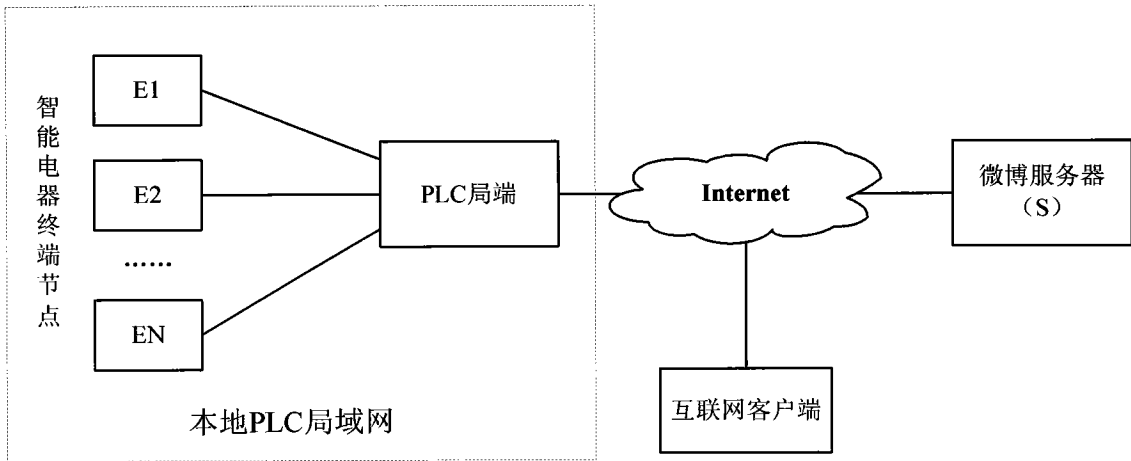 智能电器终端节点
E1
E2
……
EN
PLC局端
本地PLC局域网
Internet
微博服务器
（S）
互联网客户端